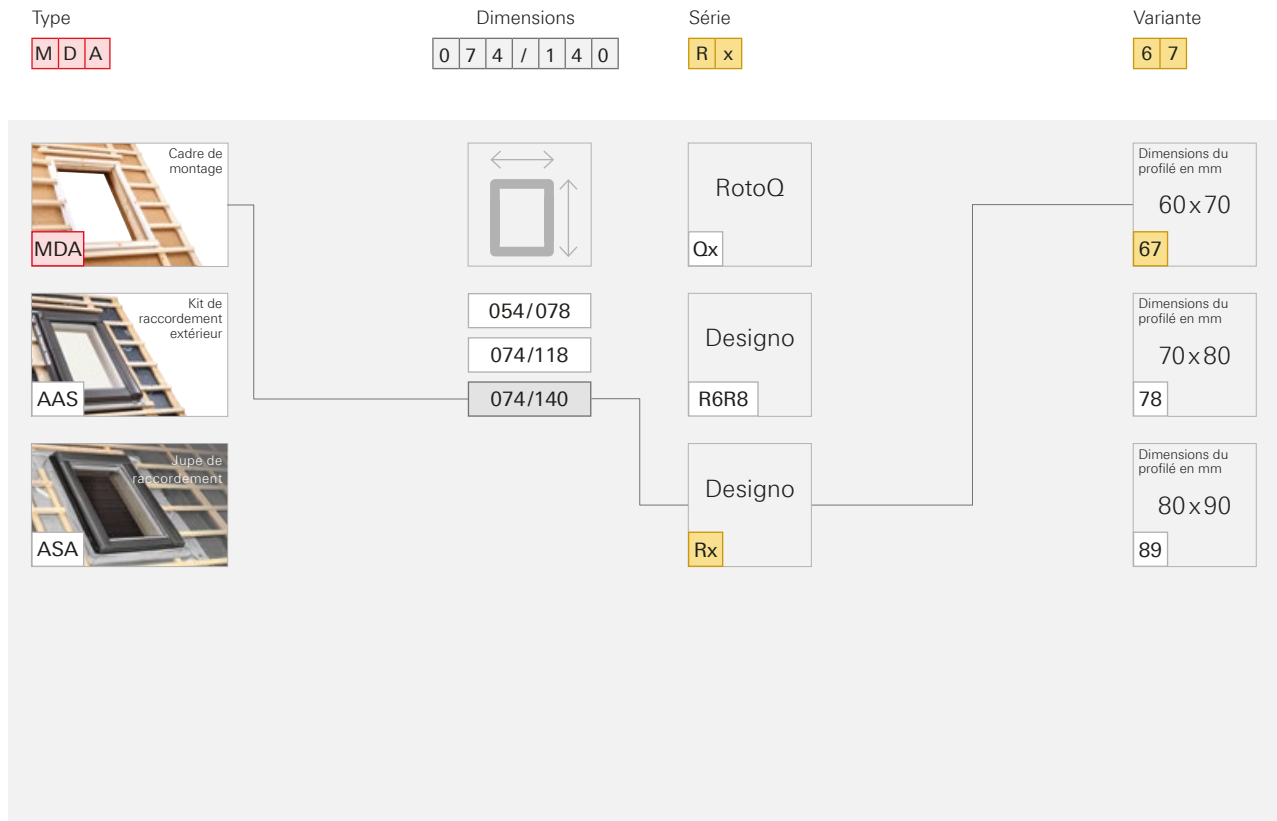 Type
Dimensions
Série
Variante
M D A
0 7 4 / 1 4 0
R x
6 7
Cadre de
montage
MDA
Kit de
raccordement
extérieur
AAS
Jupe de
raccordement
ASA
054/078
074/118
074/140
RotoQ
Qx
Designo
R6R8
Designo
Rx
Dimensions du
profilé en mm
60 x 70
67
Dimensions du
profilé en mm
70 x 80
78
Dimensions du
profilé en mm
80 x 90
89